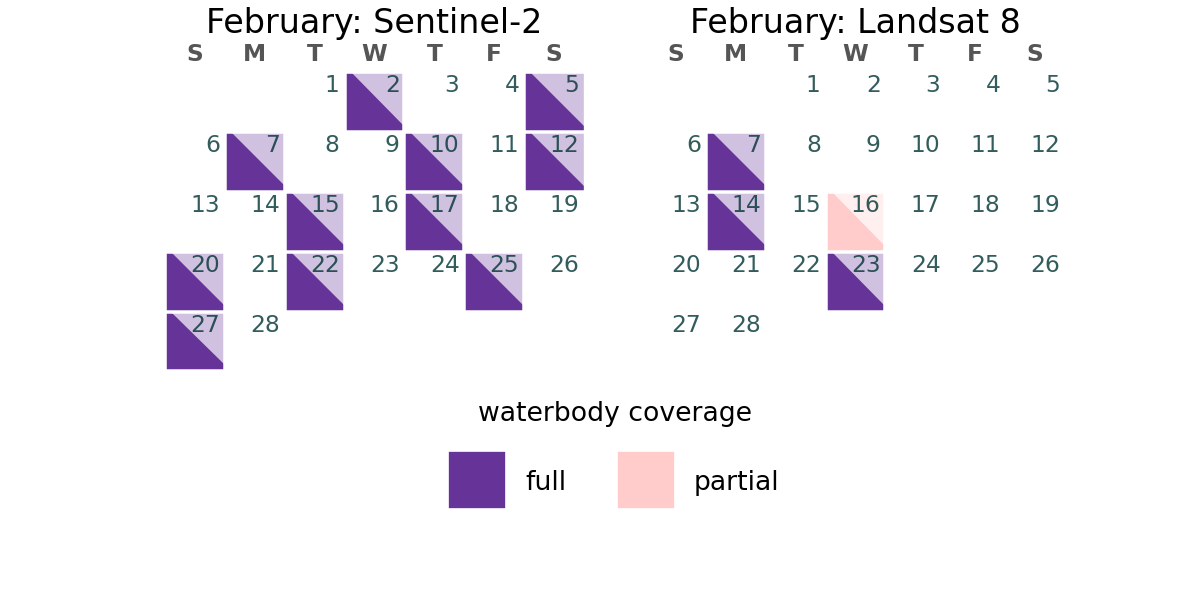 February: Sentinel-2
S M T W T F S
1 2 3 4 5
6 7 8 9 10 11 12
13 14 15 16 17 18 19
20 21 22 23 24 25 26
27 28
February: Landsat 8
S M T W T F S
1 2 3 4 5
6 7 8 9 10 11 12
13 14 15 16 17 18 19
20 21 22 23 24 25 26
27 28
waterbody coverage
full partial